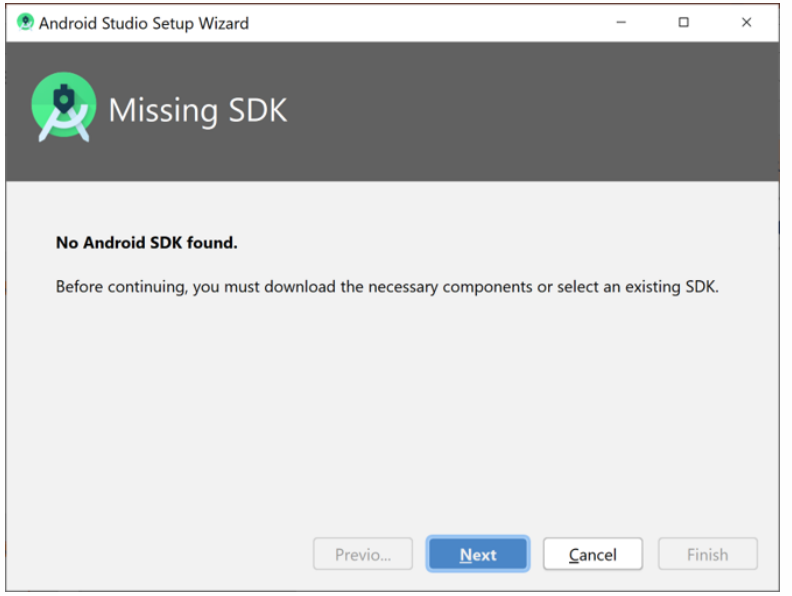 Android Studio Setup Wizard
Missing SDK
No Android SDK found.
Before continuing, you must download the necessary components or select an existing SDK.
Previo... Next Cancel Finish